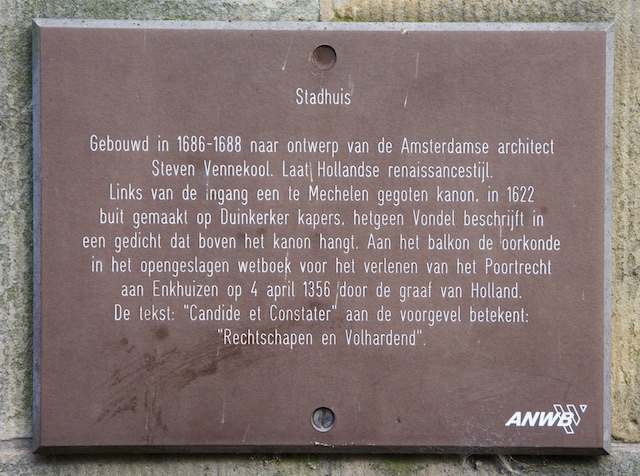 Stadhuis
Gebouwd in 1686-1688 naar ontwerp van de Amsterdamse architect
Steven Vennekool. Laat Hollandse renaissancestijl.
Links van de ingang een te Mechelen gegoten kanon, in 1622
buit gemaakt op Duinkerker kapers, hetgeen Vondel beschrijft in
een gedicht dat boven het kanon hangt. Aan het balkon de oorkonde
in het opengeslagen wetboek voor het verlenen van het Poortrecht
aan Enkhuizen op 4 april 1356 door de graaf van Holland.
De tekst: "Candide et Constater" aan de voorgevel betekent:
"Rechtschapen en Volhardend".
ANWB